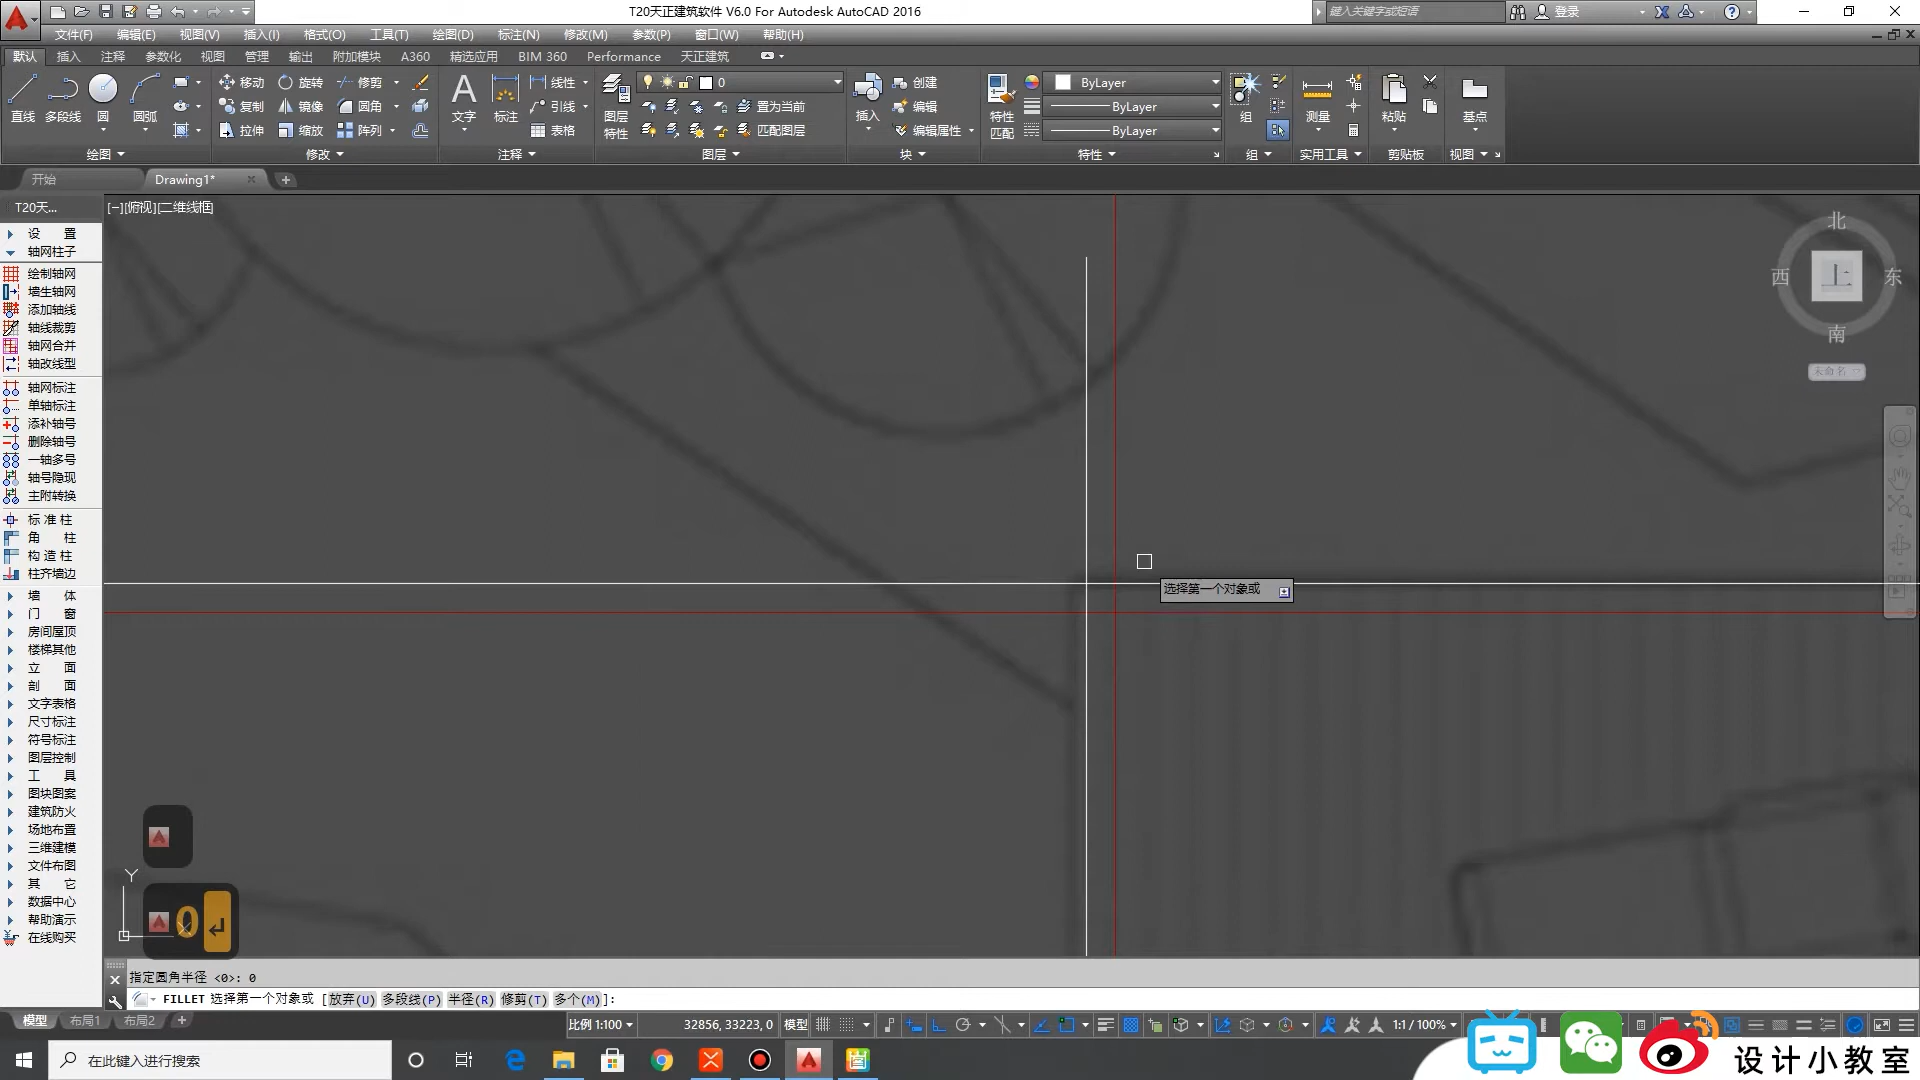 T20天正建筑软件 V6.0 For Autodesk AutoCAD 2016
键入关键字或短语
登录
文件(F) 编辑(E) 视图(V) 插入(I) 格式(O) 工具(T) 绘图(D) 标注(N) 修改(M) 参数(P) 窗口(W) 帮助(H)
默认 插入 注释 参数化 视图 管理 输出 附加模块 A360 精选应用 BIM 360 Performance 天正建筑
直线 多段线 圆 圆弧
移动 旋转 修剪
复制 镜像 圆角
拉伸 缩放 阵列
文字 标注
线性
引线
表格
图层特性
0
置为当前
匹配图层
插入
创建
编辑
编辑属性
特性匹配
ByLayer
ByLayer
ByLayer
组 测量 粘贴 基点
绘图 修改 注释 图层 块 特性 组 实用工具 剪贴板 视图
开始 Drawing1*
T20天...
[−][俯视][二维线框]
设 置
轴网柱子
绘制轴网
墙生轴网
添加轴线
轴线裁剪
轴网合并
轴改线型
轴网标注
单轴标注
添补轴号
删除轴号
一轴多号
轴号隐现
主附转换
标 准 柱
角 柱
构 造 柱
柱齐墙边
墙 体
门 窗
房间屋顶
楼梯其他
立 面
剖 面
文字表格
尺寸标注
符号标注
图层控制
工 具
图块图案
建筑防火
场地布置
三维建模
文件布图
其 它
数据中心
帮助演示
在线购买
北
西 上 东
南
未命名
选择第一个对象或
Y
X
0
指定圆角半径 <0>: 0
FILLET 选择第一个对象或 [放弃(U) 多段线(P) 半径(R) 修剪(T) 多个(M)]:
模型 布局1 布局2
比例 1:100 32856, 33223, 0 模型 1:1 / 100%
在此键入进行搜索
设计小教室